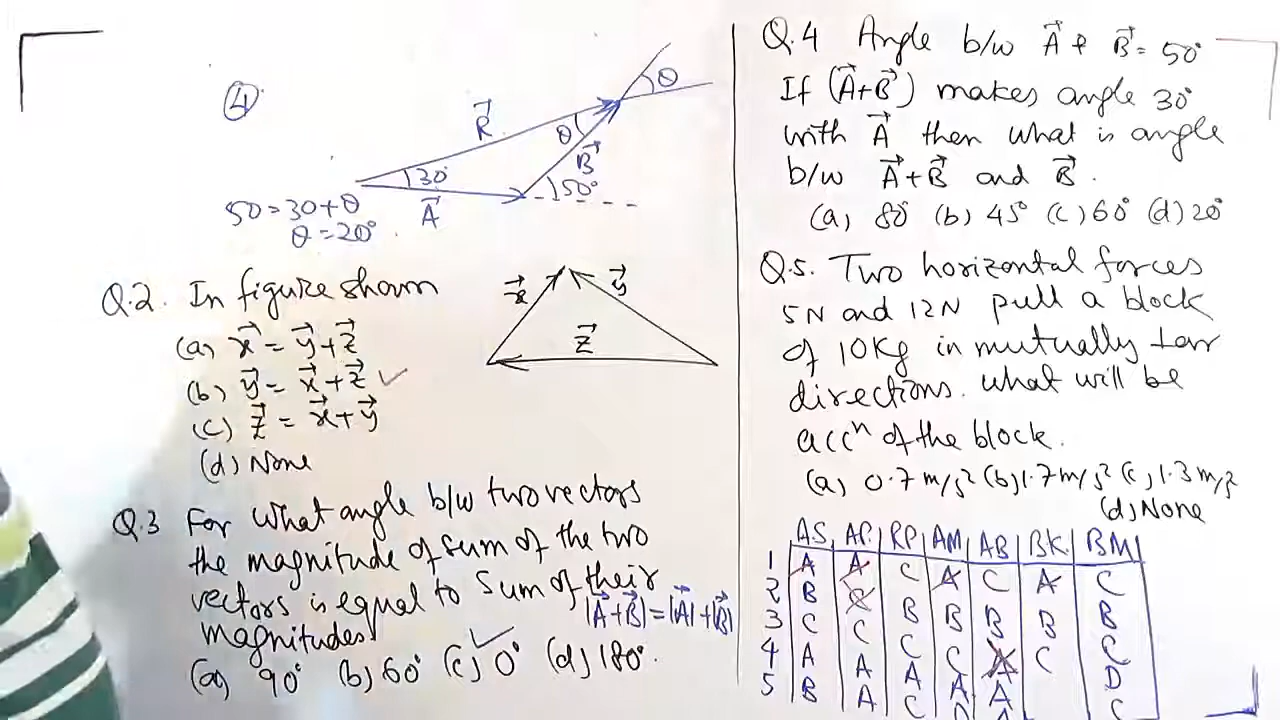 ④
R⃗
θ
θ
30°
B⃗
50°
A⃗
50 = 30+θ
θ = 20°.
Q.2. In figure shown
(a) x⃗ = y⃗ + z⃗
(b) y⃗ = x⃗ + z⃗ ✓
(c) z⃗ = x⃗ + y⃗
(d) None
x⃗
y⃗
z⃗
Q.3 For what angle b/w two vectors
the magnitude of sum of the two
vectors is equal to sum of their
magnitudes
|A⃗+B⃗| = |A⃗|+|B⃗|
(a) 90° (b) 60° (c) 0° ✓ (d) 180°.
Q.4 Angle b/w A⃗ & B⃗ = 50°
If (A⃗+B⃗) makes angle 30°
with A⃗ then what is angle
b/w A⃗+B⃗ and B⃗.
(a) 80° (b) 45° (c) 60° (d) 20°
Q.5. Two horizontal forces
5N and 12N pull a block
of 10Kg in mutually
directions. what will be
accⁿ of the block.
(a) 0.7 m/s² (b) 1.7 m/s² (c) 1.3 m/s²
(d) None
AS AP RP AM AB BK BM
1 A A C A C A C
2 B B B B B B
3 C C C C C C
4 A A A A A D
5 B A C D A C